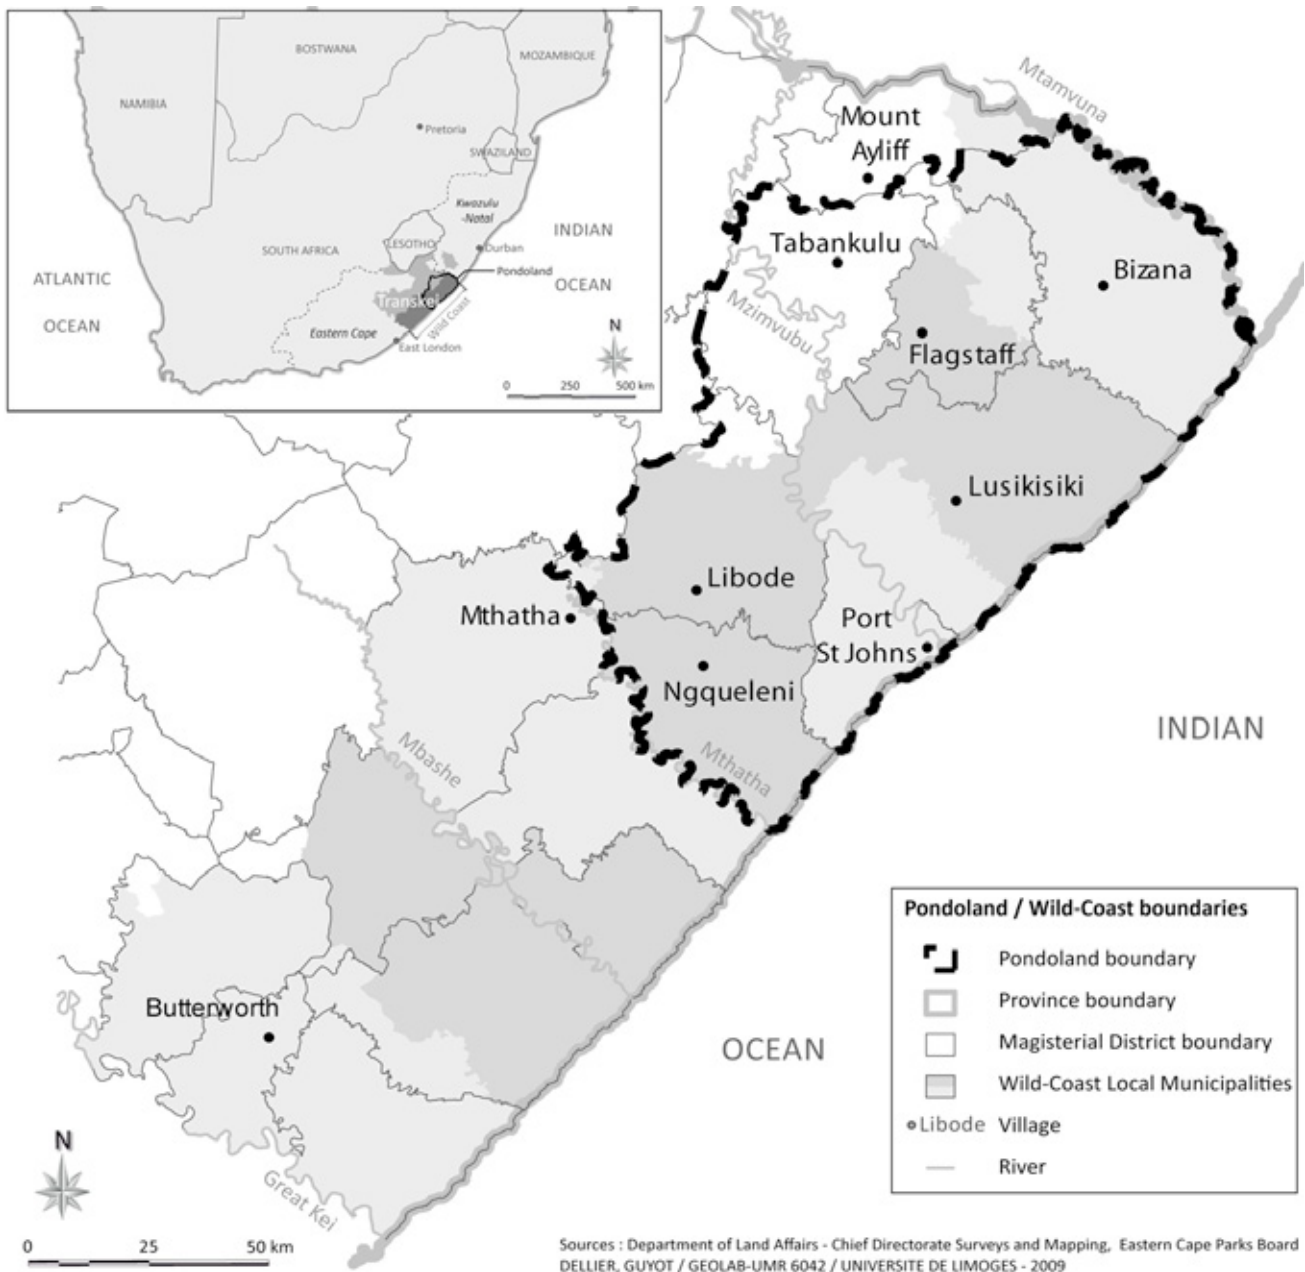 BOTSWANA
MOZAMBIQUE
NAMIBIA
Pretoria
SWAZILAND
Kwazulu
-Natal
INDIAN
OCEAN
SOUTH AFRICA
LESOTHO
Durban
Pondoland
ATLANTIC
OCEAN
Transkei
Wild Coast
Eastern Cape
East London
N
0 250 500 km
Mtamvuna
Mount
Ayliff
Tabankulu
Bizana
Mzimvubu
Flagstaff
Lusikisiki
Libode
Mthatha
Port
St Johns
Ngqueleni
Mthatha
Mbashe
INDIAN
OCEAN
Butterworth
Great Kei
N
0 25 50 km
Pondoland / Wild-Coast boundaries
Pondoland boundary
Province boundary
Magisterial District boundary
Wild-Coast Local Municipalities
Libode Village
River
Sources : Department of Land Affairs - Chief Directorate Surveys and Mapping, Eastern Cape Parks Board
DELLIER, GUYOT / GEOLAB-UMR 6042 / UNIVERSITE DE LIMOGES - 2009